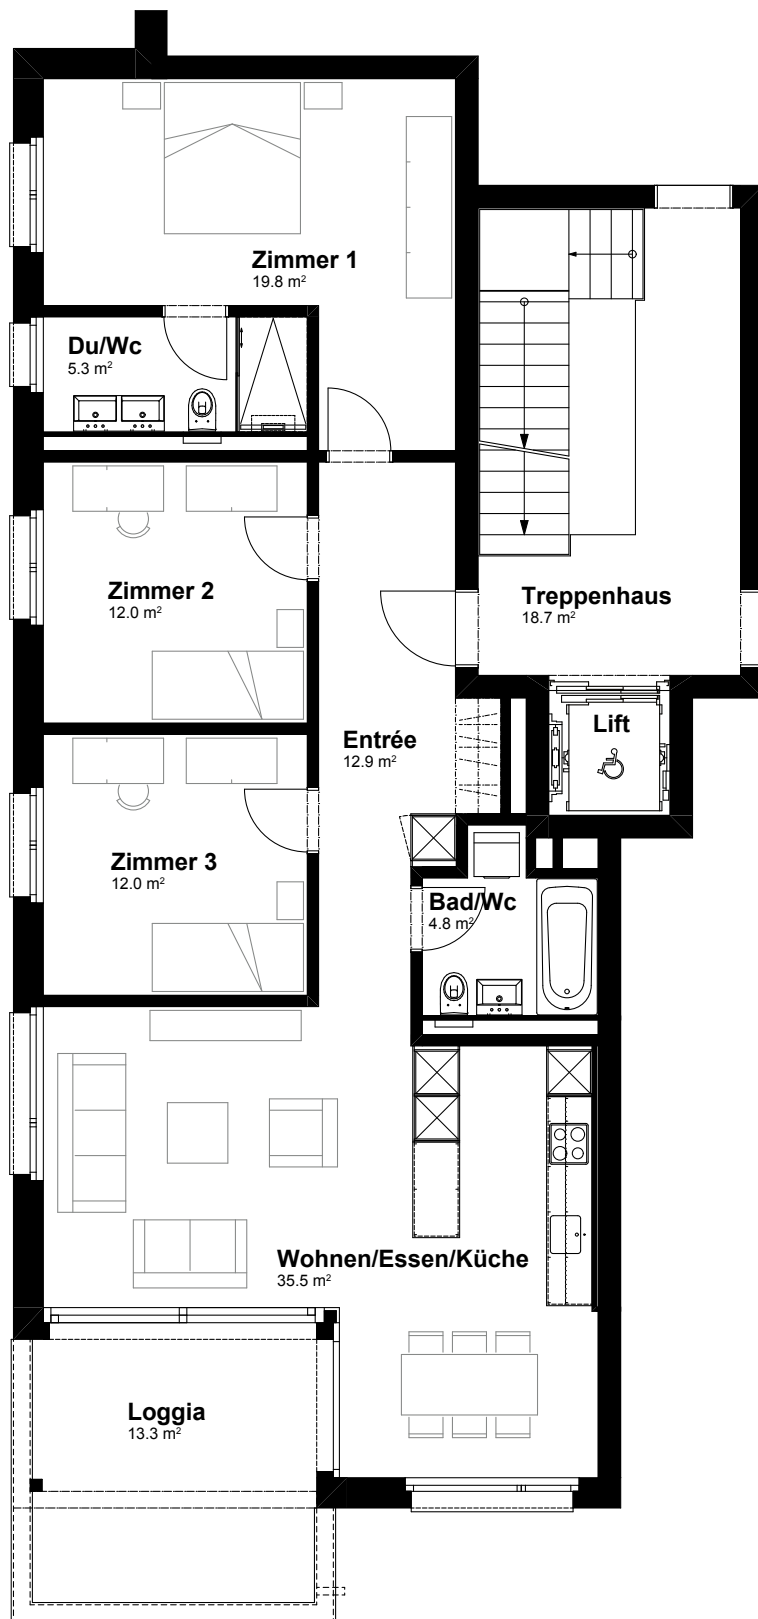 Zimmer 1
19.8 m²
Du/Wc
5.3 m²
Zimmer 2
12.0 m²
Treppenhaus
18.7 m²
Lift
Entrée
12.9 m²
Zimmer 3
12.0 m²
Bad/Wc
4.8 m²
Wohnen/Essen/Küche
35.5 m²
Loggia
13.3 m²